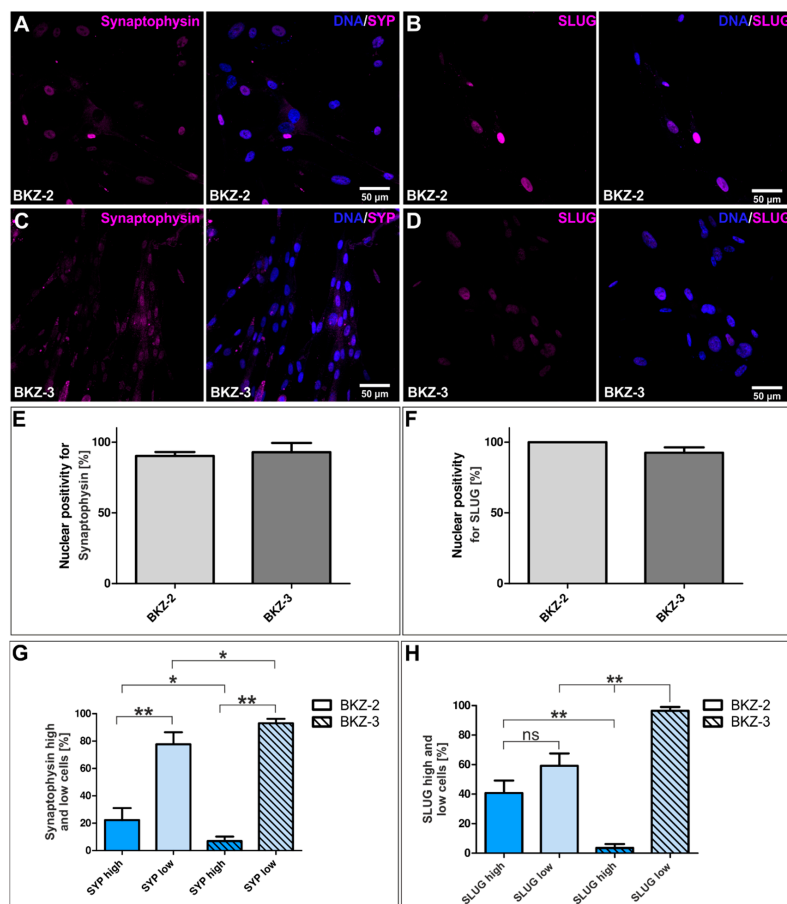 A Synaptophysin DNA/SYP B SLUG DNA/SLUG
BKZ-2 50 µm BKZ-2 BKZ-2 50 µm
C Synaptophysin DNA/SYP D SLUG DNA/SLUG
BKZ-3 BKZ-3 50 µm BKZ-3 BKZ-3 50 µm
E
Nuclear positivity for
Synaptophysin [%]
100
50
0
BKZ-2
BKZ-3
F
Nuclear positivity
for SLUG [%]
100
50
0
BKZ-2
BKZ-3
G
*
*
** **
BKZ-2
BKZ-3
Synaptophysin high
and low cells [%]
100
80
60
40
20
0
SYP high
SYP low
SYP high
SYP low
H
**
**
ns
BKZ-2
BKZ-3
SLUG high and
low cells [%]
100
80
60
40
20
0
SLUG high
SLUG low
SLUG high
SLUG low